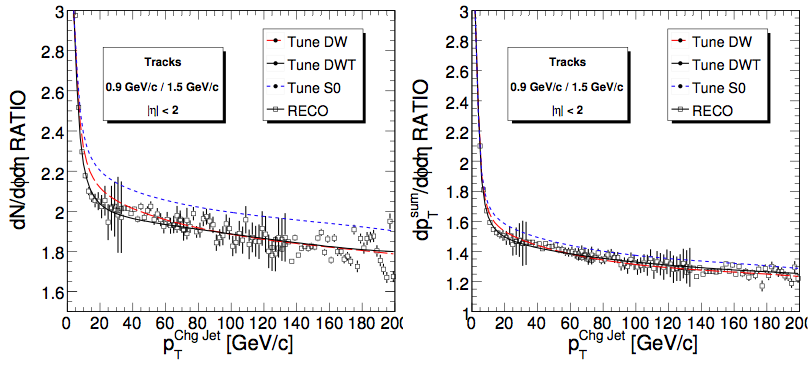 3
2.8
2.6
2.4
2.2
2
1.8
1.6
dN/dφdη RATIO
Tracks
0.9 GeV/c / 1.5 GeV/c
|η| < 2
Tune DW
Tune DWT
Tune S0
RECO
0 20 40 60 80 100 120 140 160 180 200
p_T^Chg Jet [GeV/c]
3
2.8
2.6
2.4
2.2
2
1.8
1.6
1.4
1.2
1
dp_T^sum/dφdη RATIO
Tracks
0.9 GeV/c / 1.5 GeV/c
|η| < 2
Tune DW
Tune DWT
Tune S0
RECO
0 20 40 60 80 100 120 140 160 180 200
p_T^Chg Jet [GeV/c]